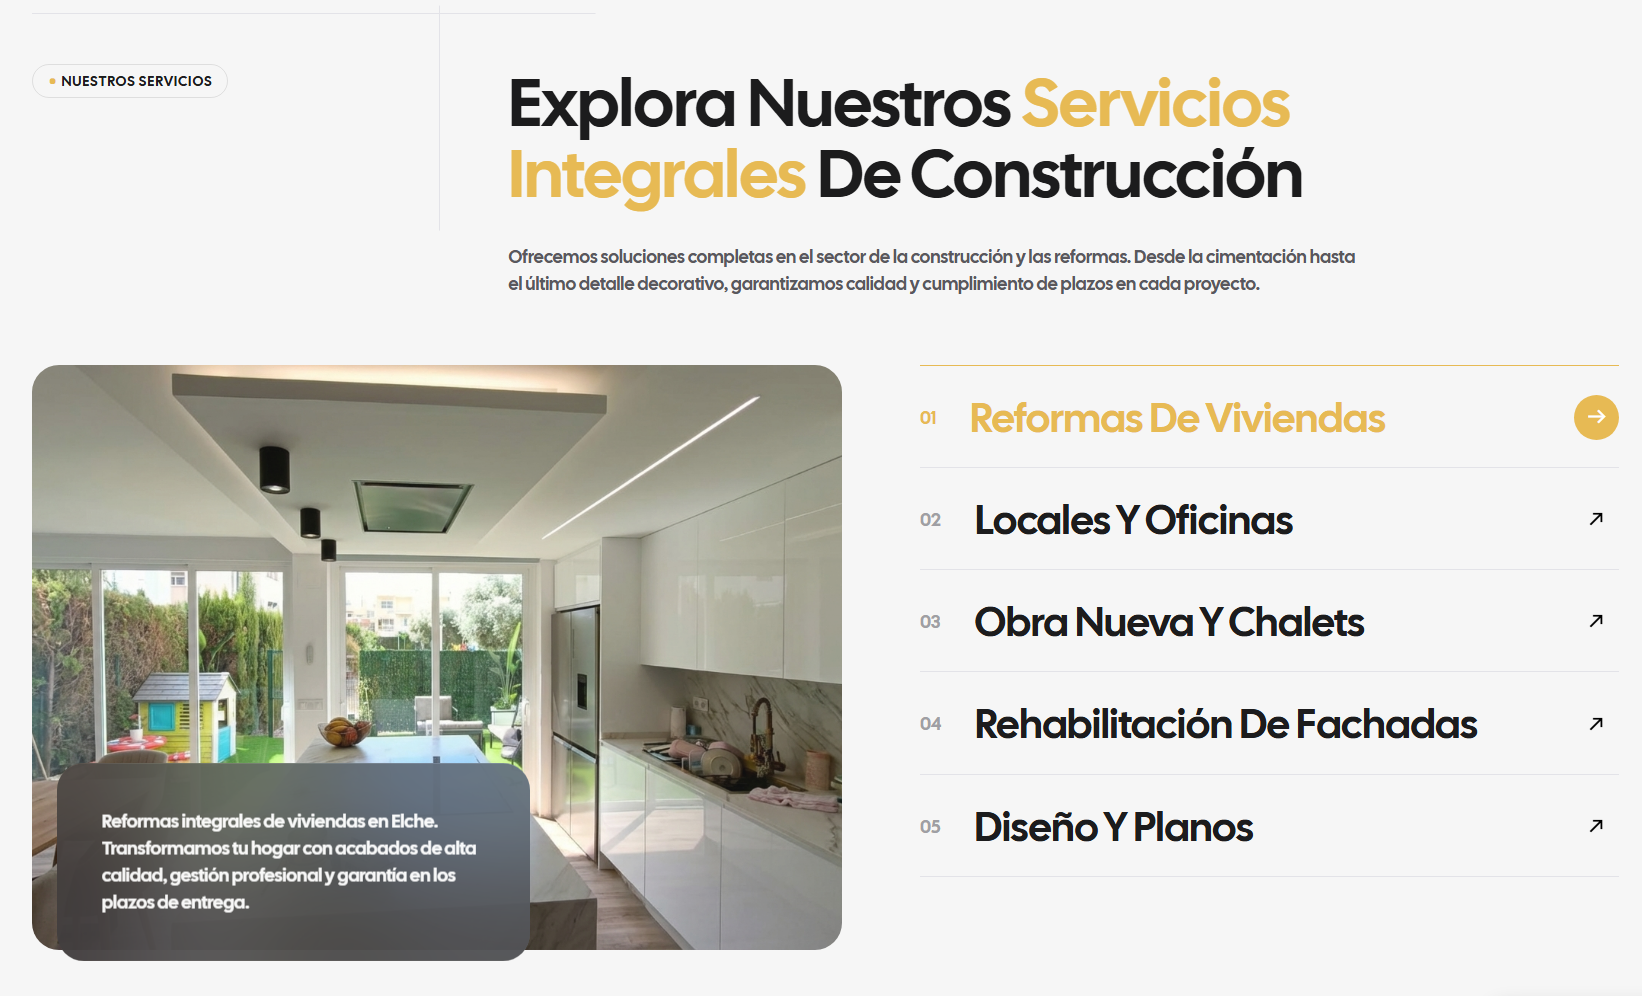 NUESTROS SERVICIOS
Explora Nuestros Servicios
Integrales De Construcción
Ofrecemos soluciones completas en el sector de la construcción y las reformas. Desde la cimentación hasta
el último detalle decorativo, garantizamos calidad y cumplimiento de plazos en cada proyecto.
Reformas integrales de viviendas en Elche.
Transformamos tu hogar con acabados de alta
calidad, gestión profesional y garantía en los
plazos de entrega.
01 Reformas De Viviendas
02 Locales Y Oficinas
03 Obra Nueva Y Chalets
04 Rehabilitación De Fachadas
05 Diseño Y Planos